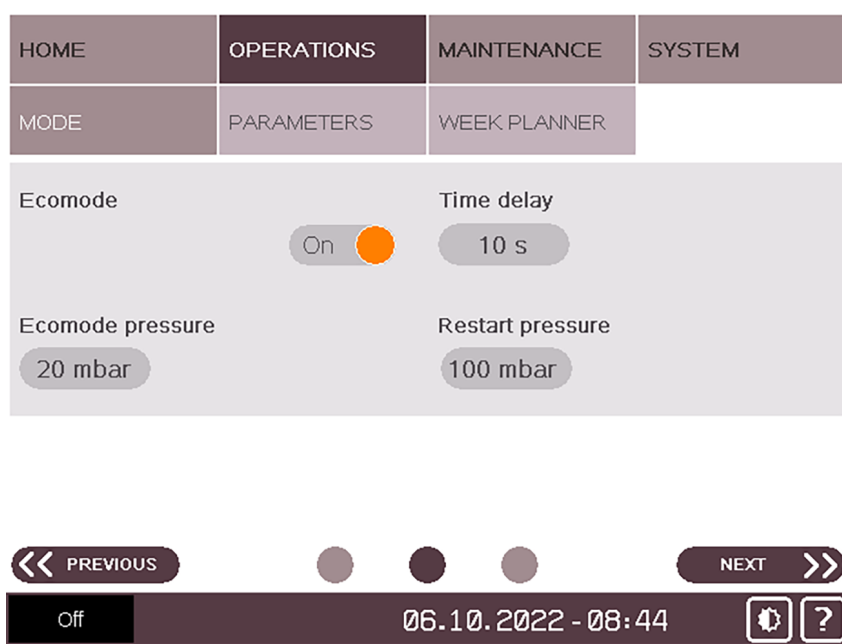 HOME OPERATIONS MAINTENANCE SYSTEM
MODE PARAMETERS WEEK PLANNER
Ecomode Time delay
On 10 s
Ecomode pressure Restart pressure
20 mbar 100 mbar
PREVIOUS NEXT
Off 06.10.2022 - 08:44 ?